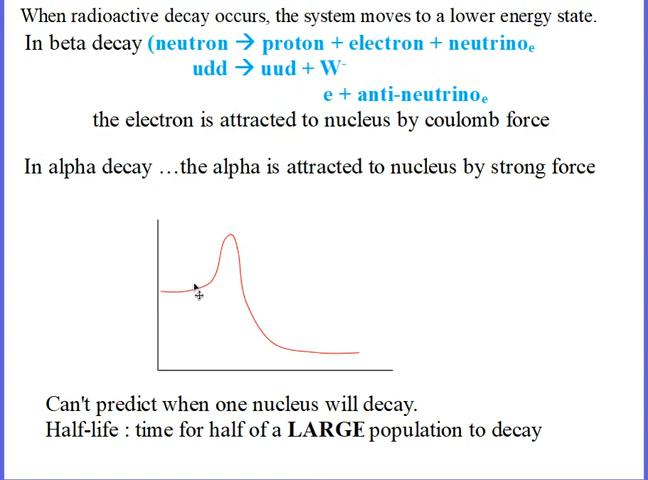 When radioactive decay occurs, the system moves to a lower energy state.
In beta decay (neutron → proton + electron + neutrinoₑ
udd → uud + W⁻
e + anti-neutrinoₑ
the electron is attracted to nucleus by coulomb force
In alpha decay …the alpha is attracted to nucleus by strong force
Can't predict when one nucleus will decay.
Half-life : time for half of a LARGE population to decay